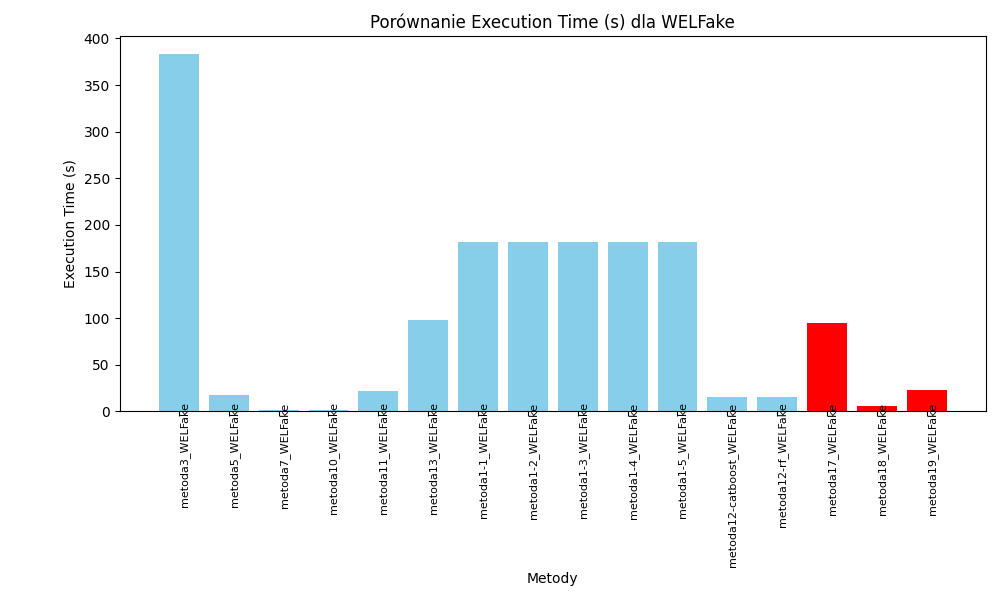 Porównanie Execution Time (s) dla WELFake
Execution Time (s)
400
350
300
250
200
150
100
50
0
metoda3_WELFake
metoda5_WELFake
metoda7_WELFake
metoda10_WELFake
metoda11_WELFake
metoda13_WELFake
metoda1-1_WELFake
metoda1-2_WELFake
metoda1-3_WELFake
metoda1-4_WELFake
metoda1-5_WELFake
metoda12-catboost_WELFake
metoda12-rf_WELFake
metoda17_WELFake
metoda18_WELFake
metoda19_WELFake
Metody